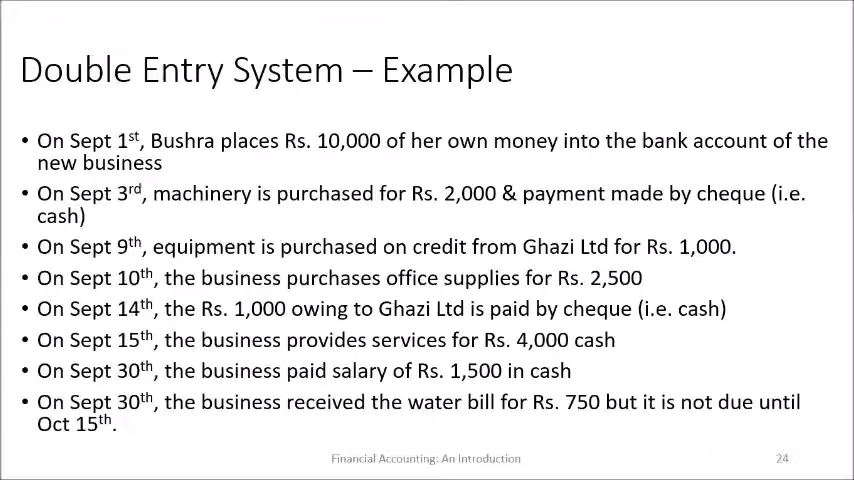 Double Entry System – Example
• On Sept 1st, Bushra places Rs. 10,000 of her own money into the bank account of the
new business
• On Sept 3rd, machinery is purchased for Rs. 2,000 & payment made by cheque (i.e.
cash)
• On Sept 9th, equipment is purchased on credit from Ghazi Ltd for Rs. 1,000.
• On Sept 10th, the business purchases office supplies for Rs. 2,500
• On Sept 14th, the Rs. 1,000 owing to Ghazi Ltd is paid by cheque (i.e. cash)
• On Sept 15th, the business provides services for Rs. 4,000 cash
• On Sept 30th, the business paid salary of Rs. 1,500 in cash
• On Sept 30th, the business received the water bill for Rs. 750 but it is not due until
Oct 15th.
Financial Accounting: An Introduction
24